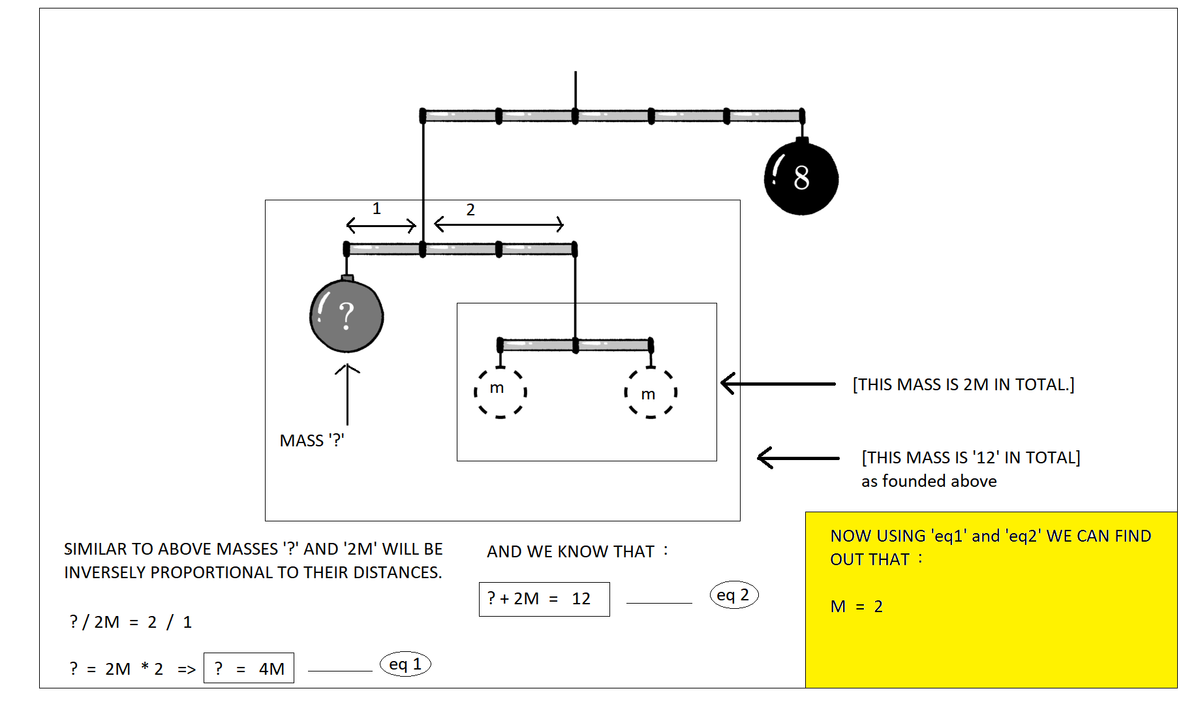 8
1
2
?
m
m
[THIS MASS IS 2M IN TOTAL.]
MASS '?'
[THIS MASS IS '12' IN TOTAL]
as founded above
SIMILAR TO ABOVE MASSES '?' AND '2M' WILL BE
INVERSELY PROPORTIONAL TO THEIR DISTANCES.
? / 2M = 2 / 1
? = 2M * 2 => ? = 4M
eq 1
AND WE KNOW THAT :
? + 2M = 12
eq 2
NOW USING 'eq1' and 'eq2' WE CAN FIND
OUT THAT :
M = 2